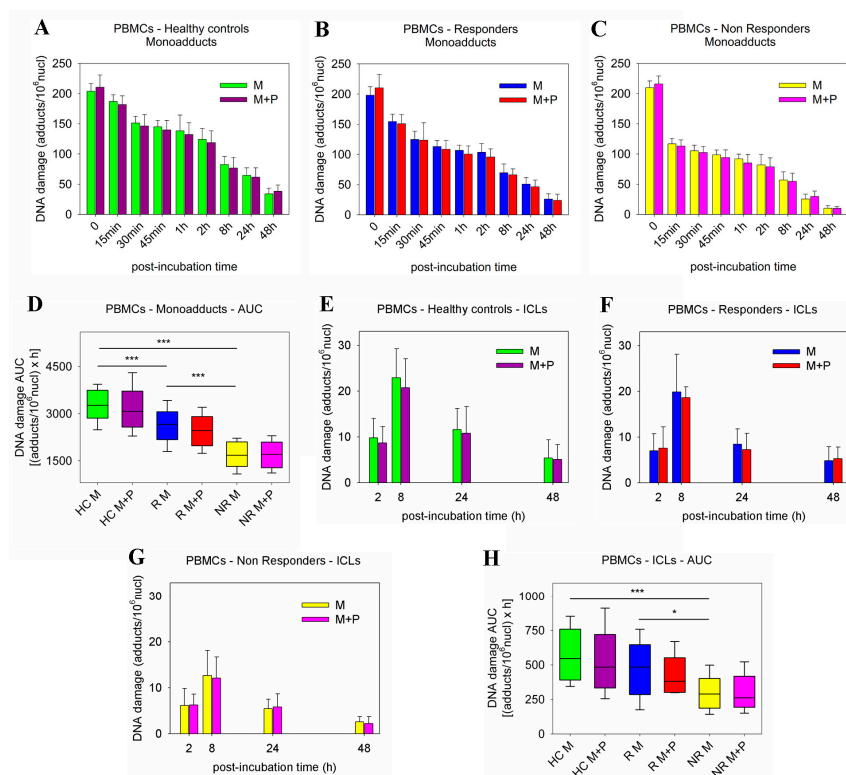 A
PBMCs - Healthy controls
Monoadducts
DNA damage (adducts/10⁶nucl)
250
200
150
100
50
0
M
M+P
0
15min
30min
45min
1h
2h
8h
24h
48h
post-incubation time
B
PBMCs - Responders
Monoadducts
DNA damage (adducts/10⁶nucl)
250
200
150
100
50
0
M
M+P
0
15min
30min
45min
1h
2h
8h
24h
48h
post-incubation time
C
PBMCs - Non Responders
Monoadducts
DNA damage (adducts/10⁶nucl)
250
200
150
100
50
0
M
M+P
0
15min
30min
45min
1h
2h
8h
24h
48h
post-incubation time
D
PBMCs - Monoadducts - AUC
DNA damage AUC
[(adducts/10⁶nucl) x h]
4500
3000
1500
***
***
***
HC M
HC M+P
R M
R M+P
NR M
NR M+P
E
PBMCs - Healthy controls - ICLs
DNA damage (adducts/10⁶nucl)
30
20
10
0
M
M+P
2
8
24
48
post-incubation time (h)
F
PBMCs - Responders - ICLs
DNA damage (adducts/10⁶nucl)
30
20
10
0
M
M+P
2
8
24
48
post-incubation time (h)
G
PBMCs - Non Responders - ICLs
DNA damage (adducts/10⁶nucl)
30
20
10
0
M
M+P
2
8
24
48
post-incubation time (h)
H
PBMCs - ICLs - AUC
DNA damage AUC
[(adducts/10⁶nucl) x h]
1000
750
500
250
0
***
*
HC M
HC M+P
R M
R M+P
NR M
NR M+P